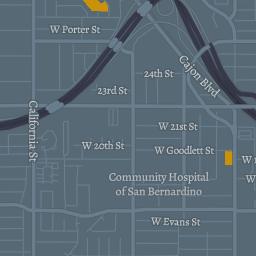 W Porter St
24th St
Cajon Blvd
23rd St
California St
W 21st St
W 20th St
W Goodlett St
W
Community Hospital
of San Bernardino
W
W Evans St